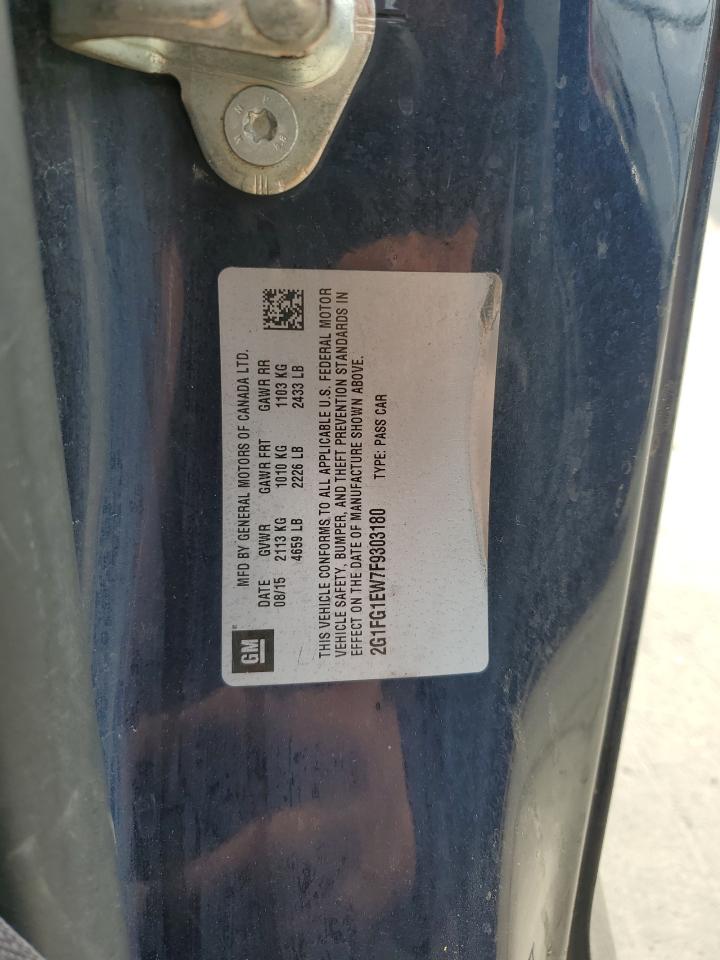 GM
MFD BY GENERAL MOTORS OF CANADA LTD.
DATE GVWR GAWR FRT GAWR RR
08/15 2113 KG 1010 KG 1103 KG
4659 LB 2226 LB 2433 LB
THIS VEHICLE CONFORMS TO ALL APPLICABLE U.S. FEDERAL MOTOR
VEHICLE SAFETY, BUMPER, AND THEFT PREVENTION STANDARDS IN
EFFECT ON THE DATE OF MANUFACTURE SHOWN ABOVE.
2G1FG1EW7F9303180 TYPE: PASS CAR